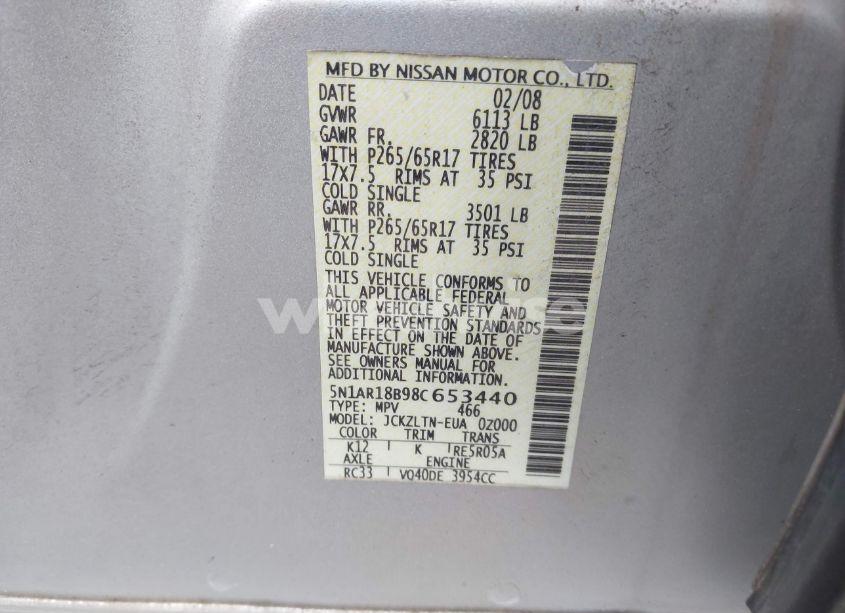 MFD BY NISSAN MOTOR CO., LTD.
DATE 02/08
GVWR 6113 LB
GAWR FR. 2820 LB
WITH P265/65R17 TIRES
17x7.5 RIMS AT 35 PSI
COLD SINGLE
GAWR RR. 3501 LB
WITH P265/65R17 TIRES
17x7.5 RIMS AT 35 PSI
COLD SINGLE
THIS VEHICLE CONFORMS TO
ALL APPLICABLE FEDERAL
MOTOR VEHICLE SAFETY AND
THEFT PREVENTION STANDARDS
IN EFFECT ON THE DATE OF
MANUFACTURE SHOWN ABOVE.
SEE OWNERS MANUAL FOR
ADDITIONAL INFORMATION.
5N1AR18B98C653440
TYPE: MPV 466
MODEL: JCKZLTN-EUA 0Z000
COLOR TRIM TRANS
K12 K RE5R05A
AXLE ENGINE
RC33 VQ40DE 3954CC